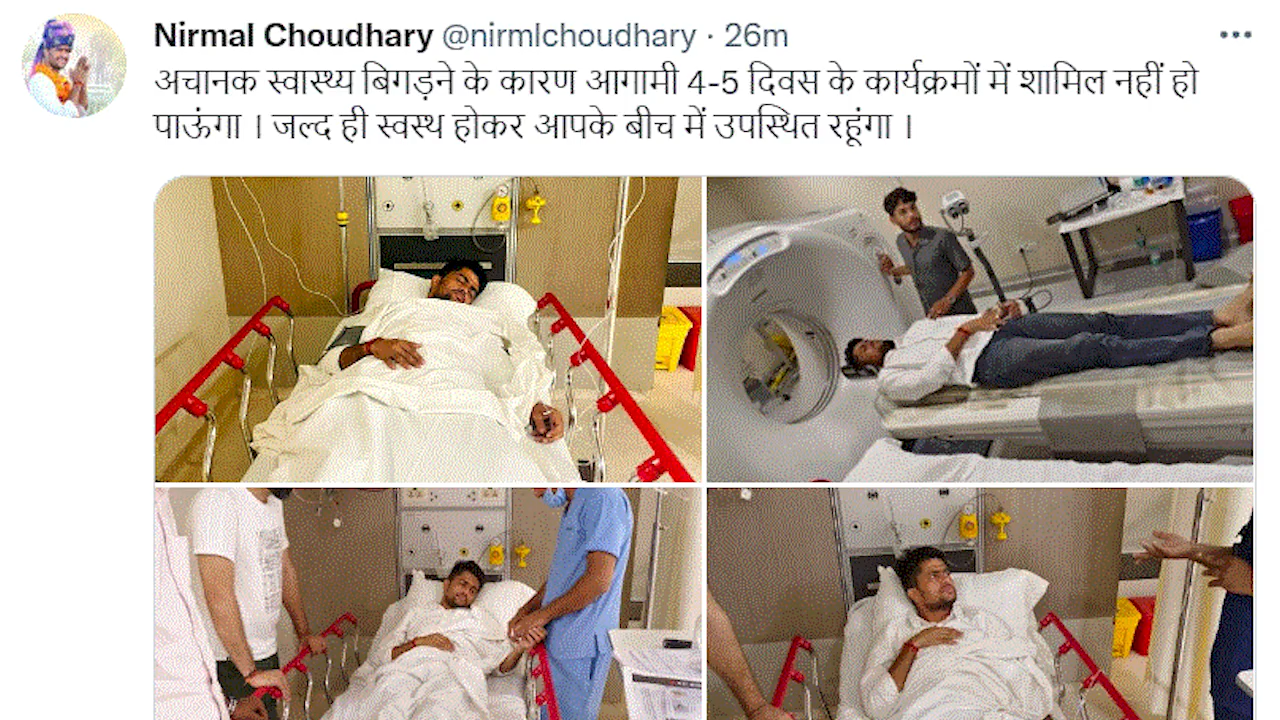 Nirmal Choudhary @nirmlchoudhary · 26m
अचानक स्वास्थ्य बिगड़ने के कारण आगामी 4-5 दिवस के कार्यक्रमों में शामिल नहीं हो
पाऊंगा । जल्द ही स्वस्थ होकर आपके बीच में उपस्थित रहूंगा ।